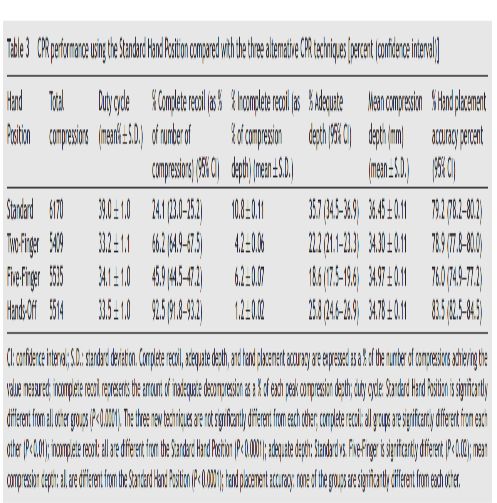 Table 3 CPR performance using the Standard Hand Position compared with the three alternative CPR techniques [percent (confidence interval)]
Hand Total Duty cycle % Complete recoil (as % % Incomplete recoil (as % Adequate Mean compression % Hand placement
Position compressions (mean% ± S.D.) of number of % of compression depth (95% CI) depth (mm) accuracy percent
compressions) (95% CI) depth) (mean ± S.D.) (mean ± S.D.) (95% CI)
Standard 6170 39.0 ± 1.0 24.1 (23.0–25.2) 10.8 ± 0.11 35.7 (34.5–36.9) 36.45 ± 0.11 79.2 (78.2–80.2)
Two-Finger 5409 33.2 ± 1.1 66.2 (64.9–67.5) 4.2 ± 0.06 22.2 (21.1–23.3) 34.30 ± 0.11 78.9 (77.8–80.0)
Five-Finger 5535 34.1 ± 1.0 45.9 (44.5–47.2) 6.2 ± 0.07 18.6 (17.5–19.6) 34.97 ± 0.11 76.0 (74.9–77.2)
Hands-Off 5514 33.5 ± 1.0 92.5 (91.8–93.2) 1.2 ± 0.02 25.8 (24.6–26.9) 34.78 ± 0.11 83.5 (82.5–84.5)
CI: confidence interval; S.D.: standard deviation. Complete recoil, adequate depth, and hand placement accuracy are expressed as a % of the number of compressions achieving the
value measured; incomplete recoil represents the amount of inadequate decompression as a % of each peak compression depth; duty cycle: Standard Hand Position is significantly
different from all other groups (P < 0.0001). The three new techniques are not significantly different from each other; complete recoil: all groups are significantly different from each
other (P < 0.01); incomplete recoil: all are different from the Standard Hand Position (P < 0.0001); adequate depth: Standard vs. Five-Finger is significantly different (P < 0.02); mean
compression depth: all are different from the Standard Hand Position (P < 0.0001); hand placement accuracy: none of the groups are significantly different from each other.